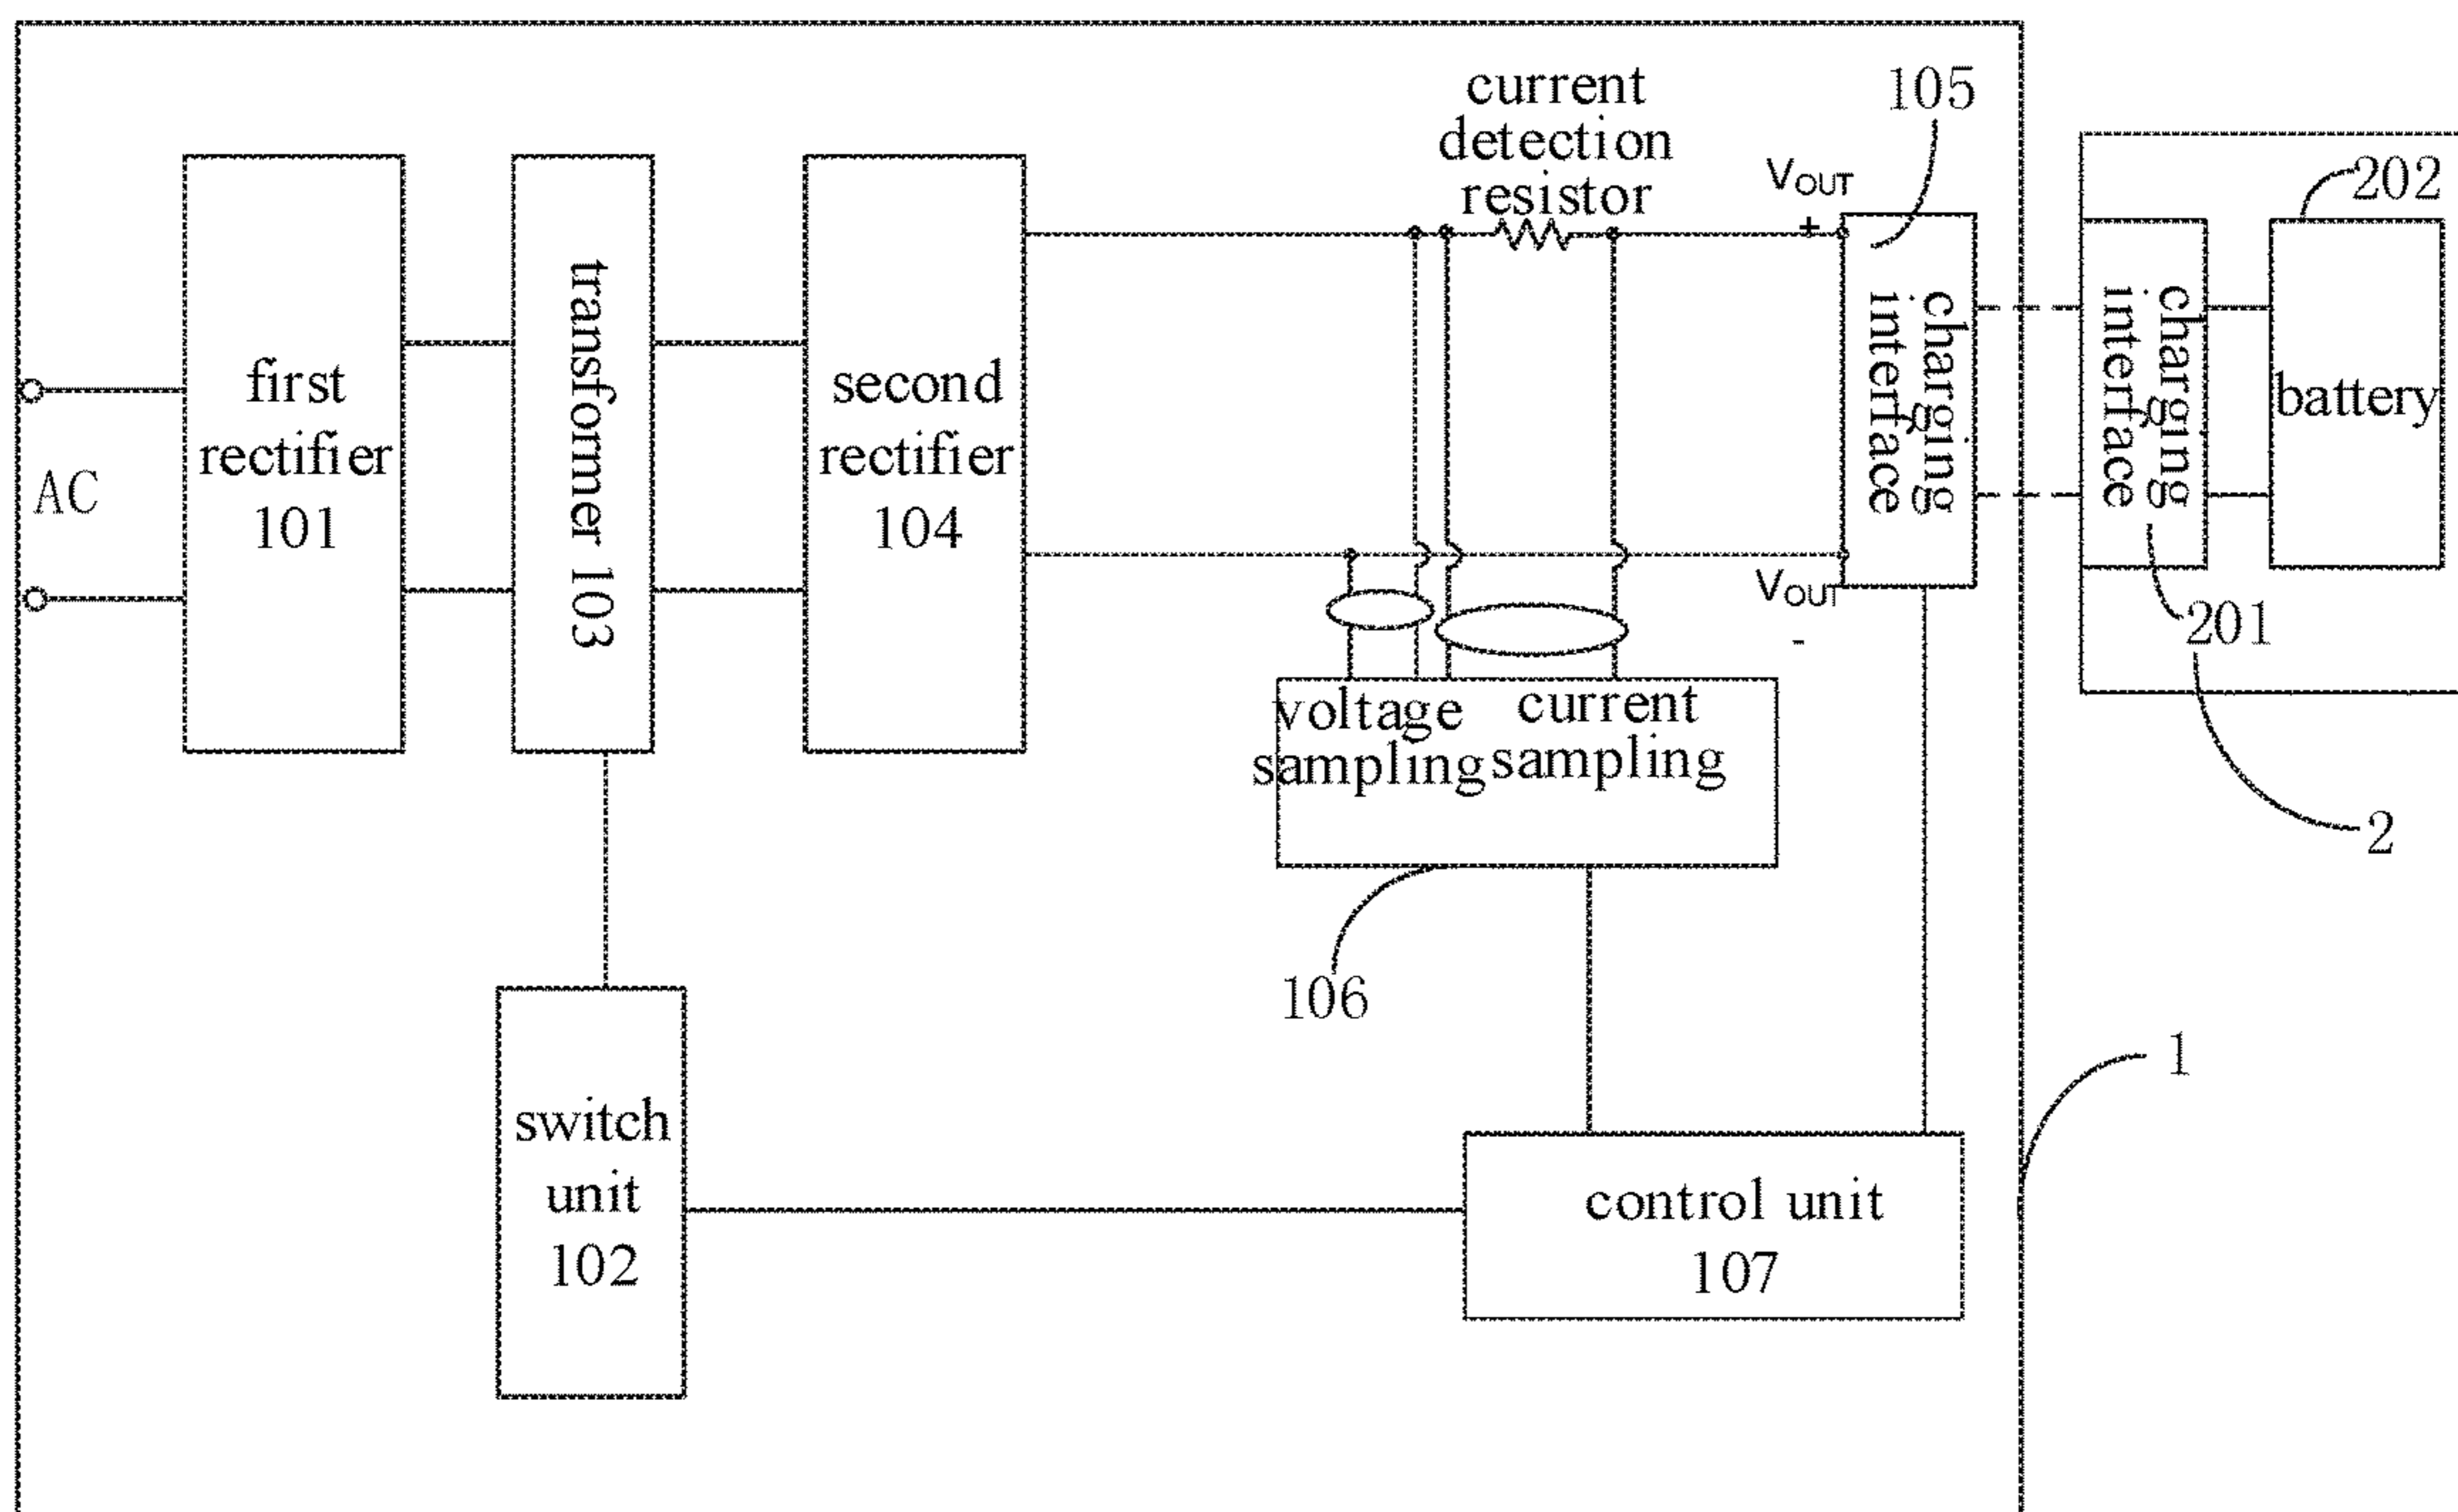 AC
first
rectifier
101
transformer 103
second
rectifier
104
current
detection
resistor
VOUT
+
105
charging
interface
VOUT
-
202
charging
interface
battery
201
2
voltage
sampling
current
sampling
106
1
switch
unit
102
control unit
107